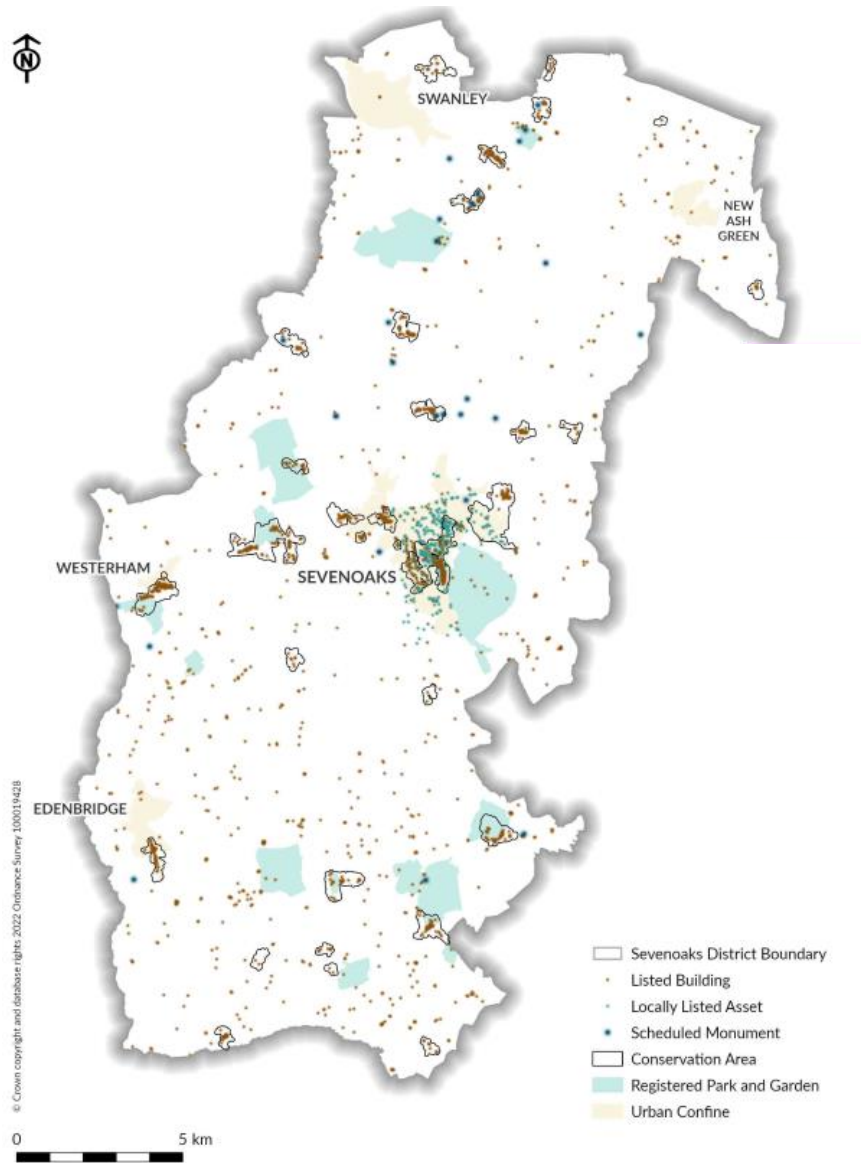 N
SWANLEY
NEW
ASH
GREEN
WESTERHAM
SEVENOAKS
EDENBRIDGE
© Crown copyright and database rights 2022 Ordnance Survey 100019428
Sevenoaks District Boundary
Listed Building
Locally Listed Asset
Scheduled Monument
Conservation Area
Registered Park and Garden
Urban Confine
0 5 km